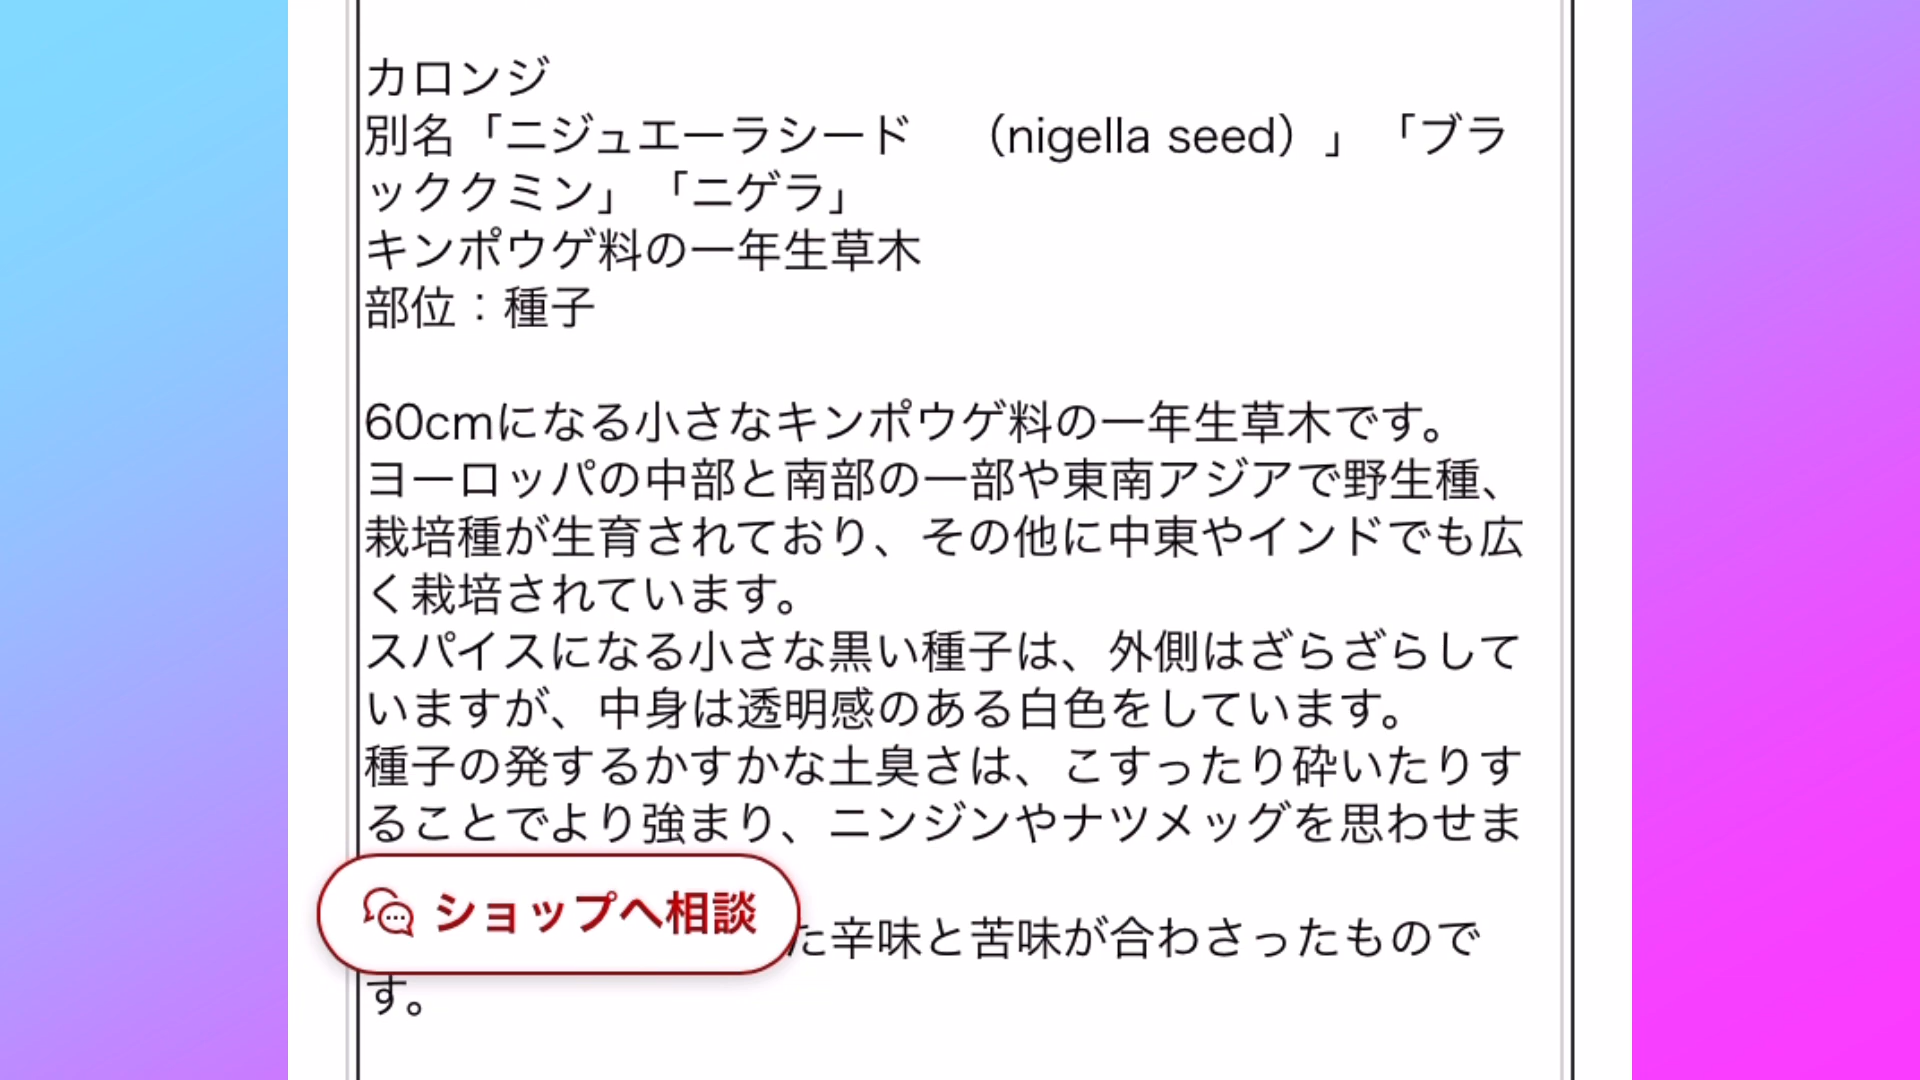 カロンジ
別名「ニジュエーラシード　（nigella seed）」「ブラ
ッククミン」「ニゲラ」
キンポウゲ料の一年生草木
部位：種子
60cmになる小さなキンポウゲ料の一年生草木です。
ヨーロッパの中部と南部の一部や東南アジアで野生種、
栽培種が生育されており、その他に中東やインドでも広
く栽培されています。
スパイスになる小さな黒い種子は、外側はざらざらして
いますが、中身は透明感のある白色をしています。
種子の発するかすかな土臭さは、こすったり砕いたりす
ることでより強まり、ニンジンやナツメッグを思わせま
ショップへ相談
た辛味と苦味が合わさったもので
す。